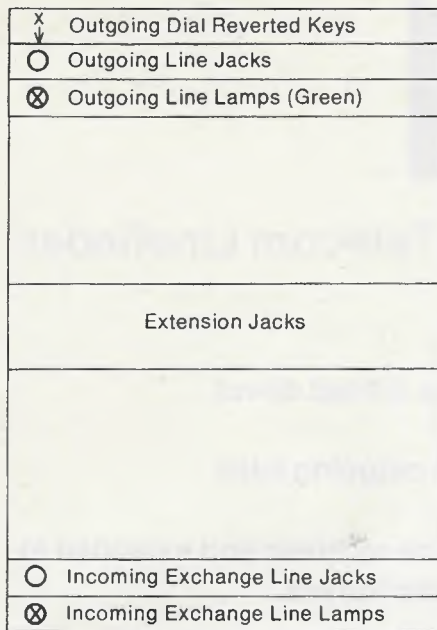 x Outgoing Dial Reverted Keys
Outgoing Line Jacks
Outgoing Line Lamps (Green)
Extension Jacks
Incoming Exchange Line Jacks
Incoming Exchange Line Lamps